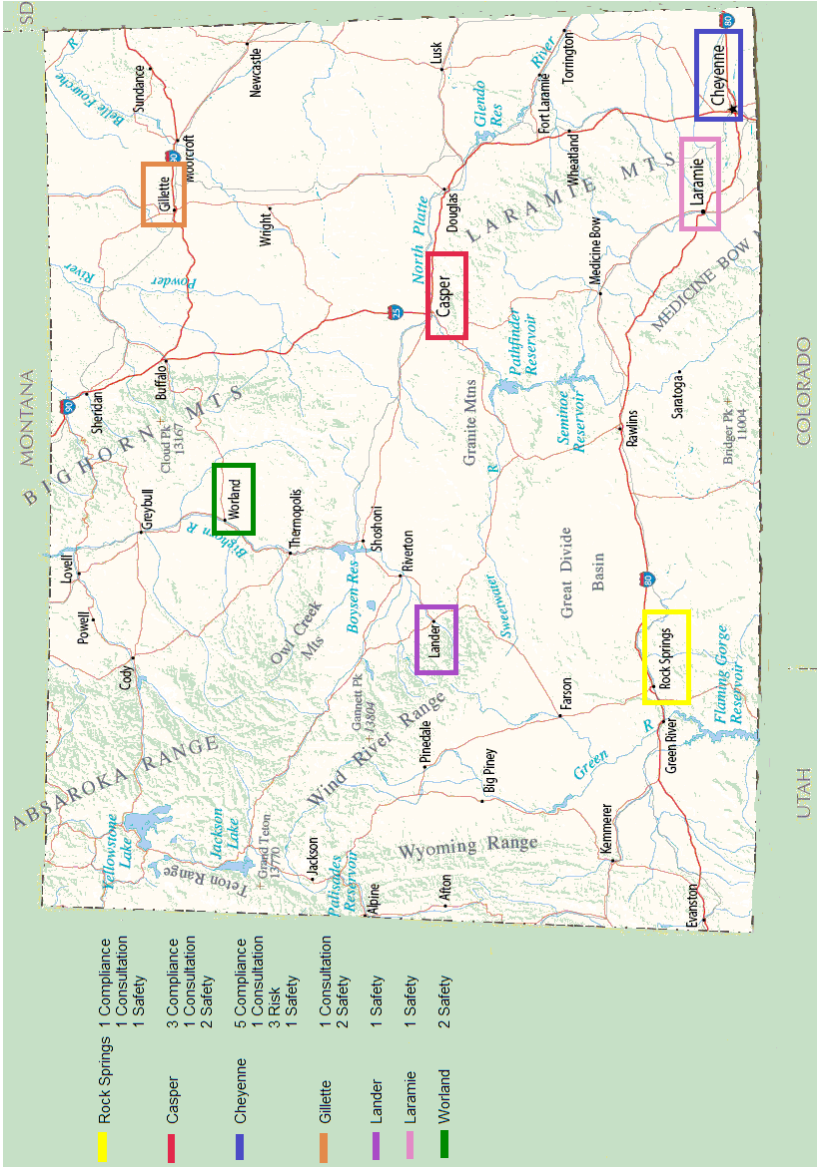 MONTANA
SD
ABSAROKA RANGE
Yellowstone
Lake
Teton Range
Jackson
Lake
Grand Teton
13770
Jackson
Palisades
Reservoir
Alpine
Afton
Wyoming Range
Wind River Range
Gannett Pk
13804
Pinedale
Big Piney
Green
R
Farson
Kemmerer
Evanston
Green River
Flaming Gorge
Reservoir
Rock Springs
80
Cody
Powell
Lovell
Greybull
BIGHORN MTS
Bighorn R
Worland
Thermopolis
Owl Creek
Mts
Boysen Res
Shoshoni
Riverton
Lander
Sweetwater
R
Great Divide
Basin
Granite Mtns
90
Sheridan
Buffalo
Cloud Pk
13167
Powder
River
Gillette
90
Moorcroft
Sundance
Belle Fourche
R
Newcastle
Wright
25
Casper
North Platte
River
Douglas
Lusk
Glendo
Res
Fort Laramie
Torrington
Wheatland
LARAMIE MTS
Pathfinder
Reservoir
Seminoe
Reservoir
Medicine Bow
Rawlins
Saratoga
Bridger Pk
11004
MEDICINE BOW M
Laramie
Cheyenne
80
UTAH
COLORADO
Rock Springs 1 Compliance
1 Consultation
1 Safety
Casper 3 Compliance
1 Consultation
2 Safety
Cheyenne 5 Compliance
1 Consultation
3 Risk
1 Safety
Gillette 1 Consultation
2 Safety
Lander 1 Safety
Laramie 1 Safety
Worland 2 Safety